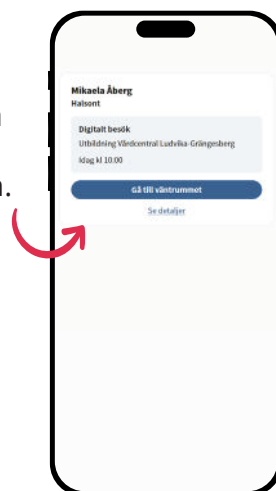 Mikaela Åberg
Halsont
Digitalt besök
Utbildning Vårdcentral Ludvika-Grängesberg
Idag kl 10:00
Gå till väntrummet
Se detaljer